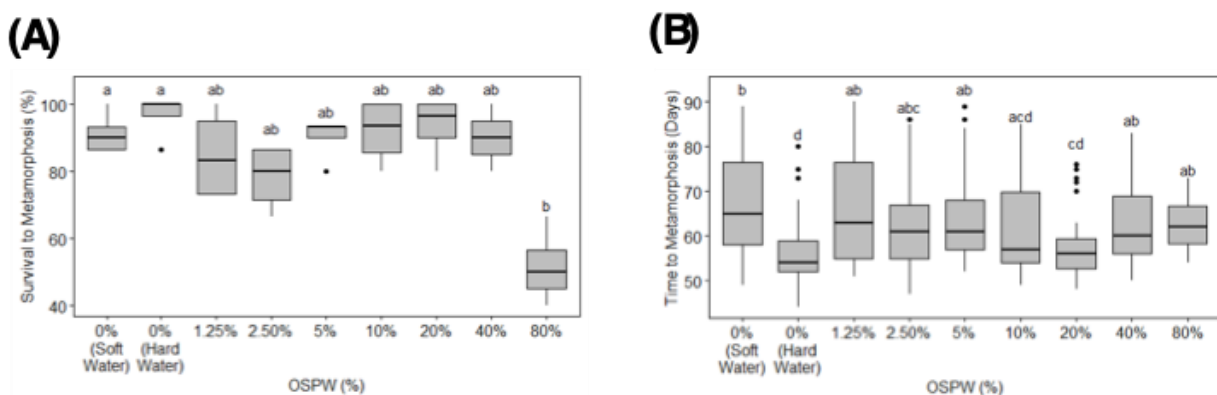 (A)
a a ab ab ab ab ab ab b
Survival to Metamorphosis (%)
100
80
60
40
0% (Soft Water) 0% (Hard Water) 1.25% 2.50% 5% 10% 20% 40% 80%
OSPW (%)
(B)
b d ab abc ab acd cd ab ab
Time to Metamorphosis (Days)
90
80
70
60
50
0% (Soft Water) 0% (Hard Water) 1.25% 2.50% 5% 10% 20% 40% 80%
OSPW (%)